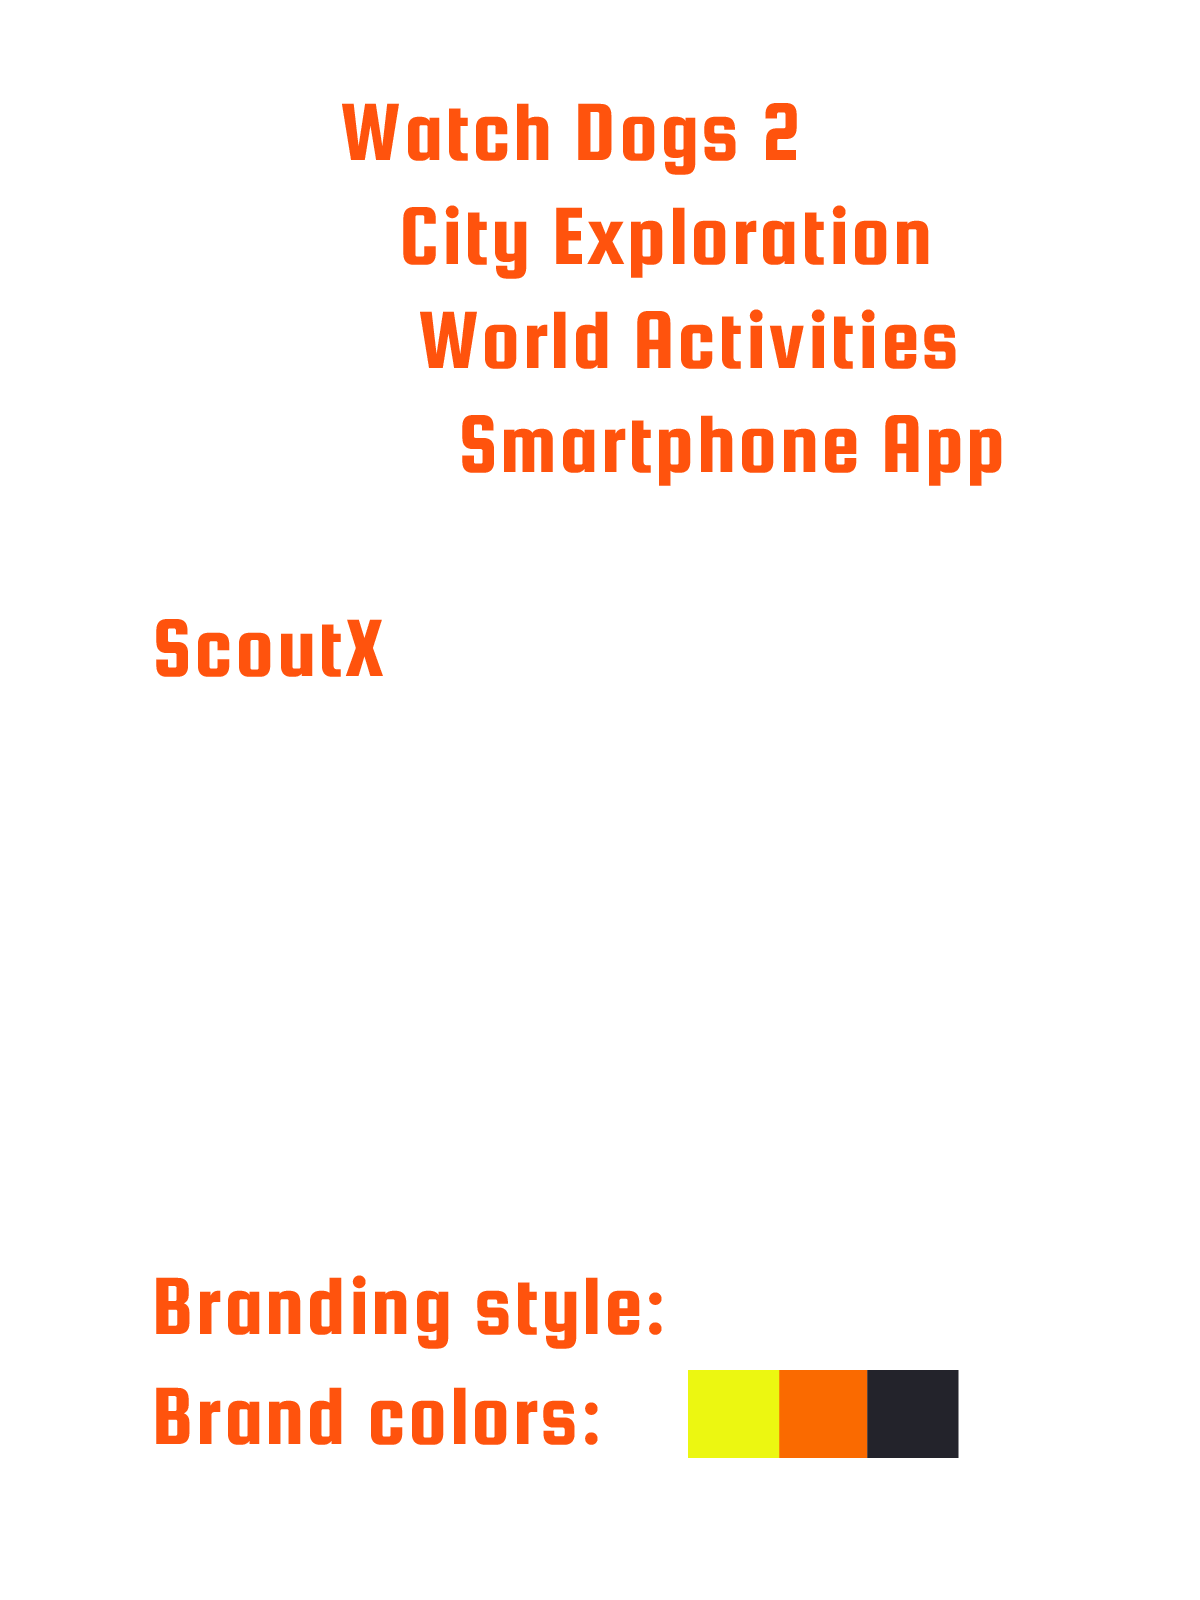 Watch Dogs 2
City Exploration
World Activities
Smartphone App
ScoutX
Branding style:
Brand colors: